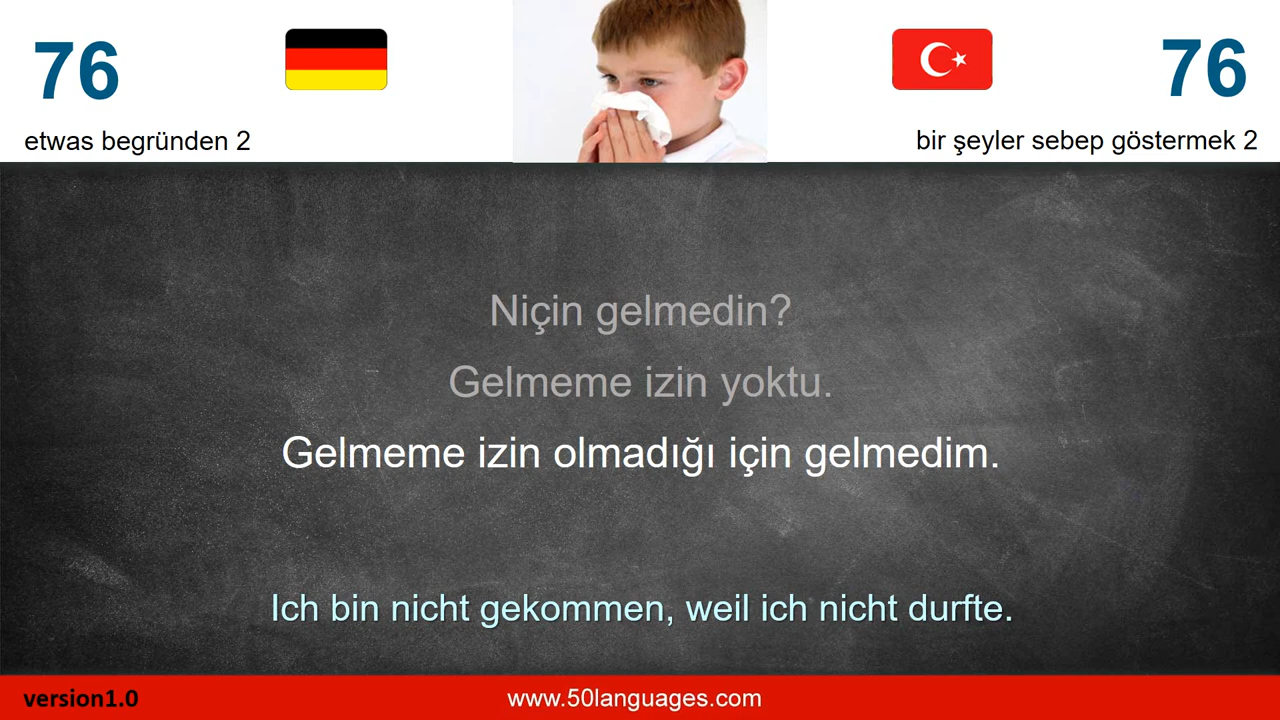 76
76
etwas begründen 2
bir şeyler sebep göstermek 2
Niçin gelmedin?
Gelmeme izin yoktu.
Gelmeme izin olmadığı için gelmedim.
Ich bin nicht gekommen, weil ich nicht durfte.
version1.0
www.50languages.com